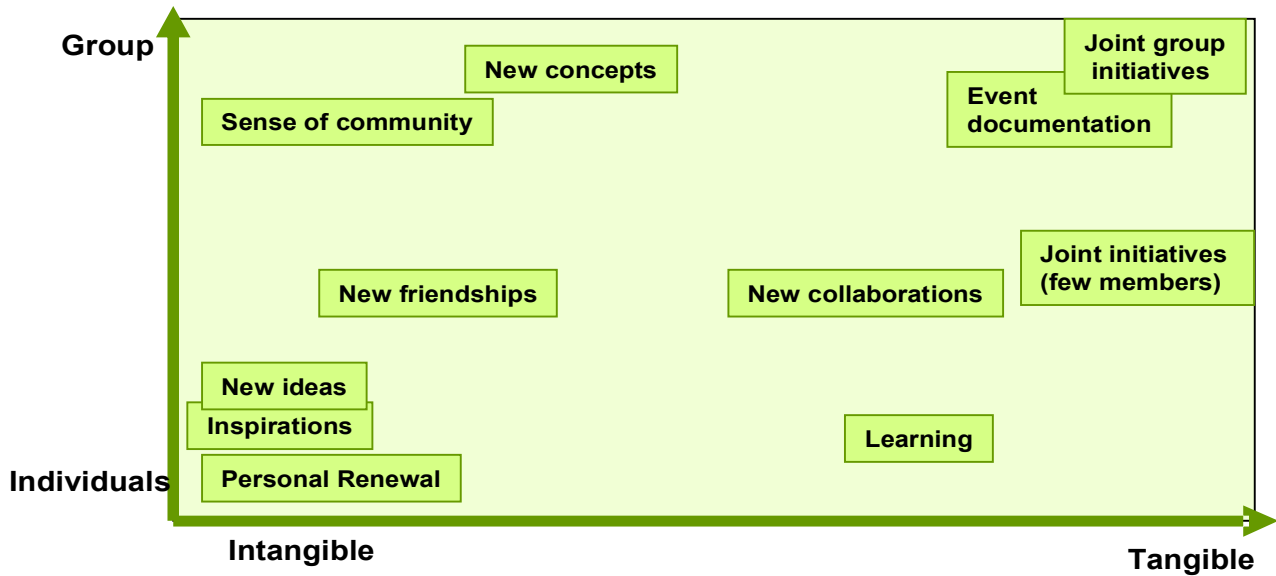 Group
New concepts
Joint group
initiatives
Event
documentation
Sense of community
Joint initiatives
(few members)
New friendships
New collaborations
New ideas
Inspirations
Learning
Personal Renewal
Individuals
Intangible
Tangible